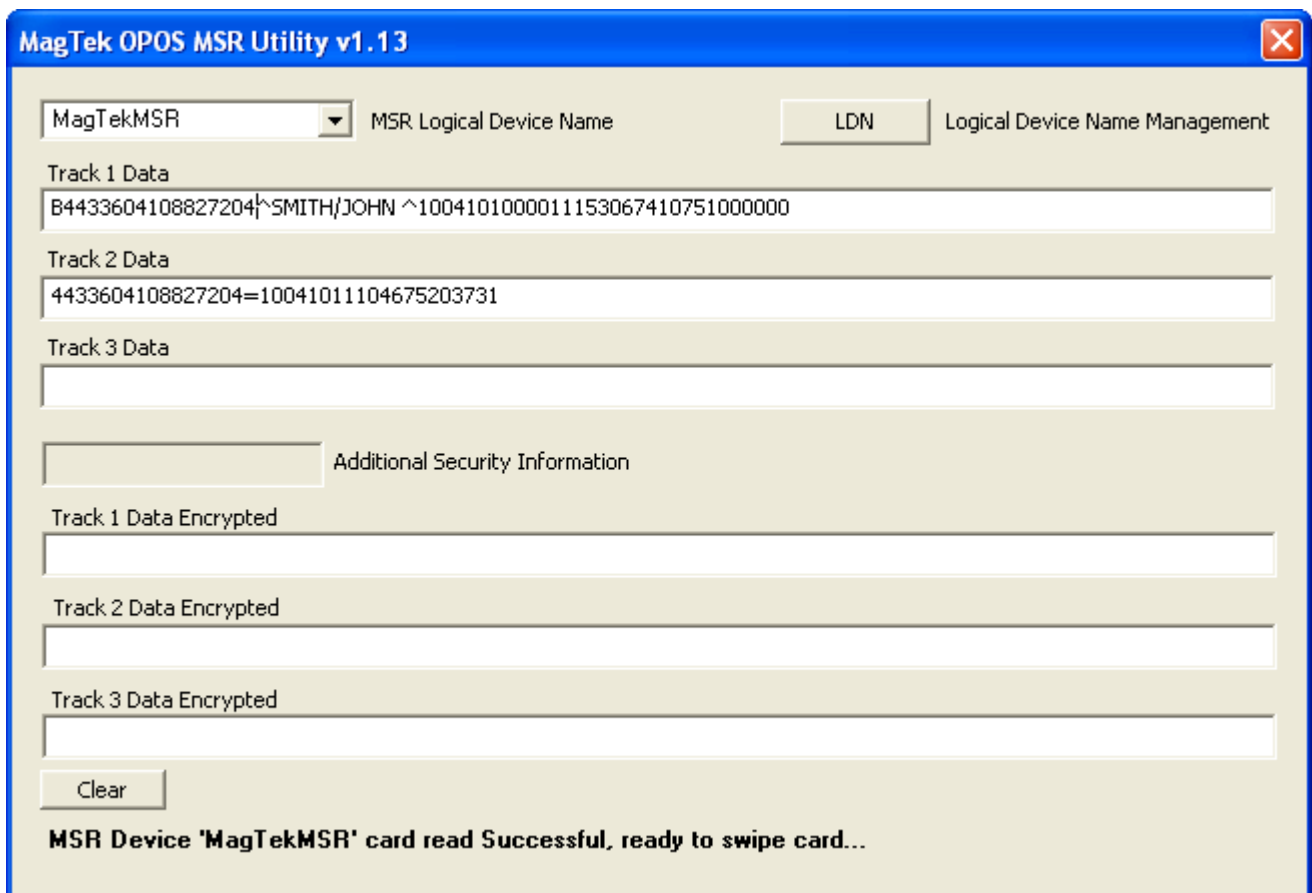 MagTek OPOS MSR Utility v1.13
MagTekMSR MSR Logical Device Name LDN Logical Device Name Management
Track 1 Data
B4433604108827204^SMITH/JOHN ^1004101000011153067410751000000
Track 2 Data
4433604108827204=10041011104675203731
Track 3 Data
Additional Security Information
Track 1 Data Encrypted
Track 2 Data Encrypted
Track 3 Data Encrypted
Clear
MSR Device 'MagTekMSR' card read Successful, ready to swipe card...